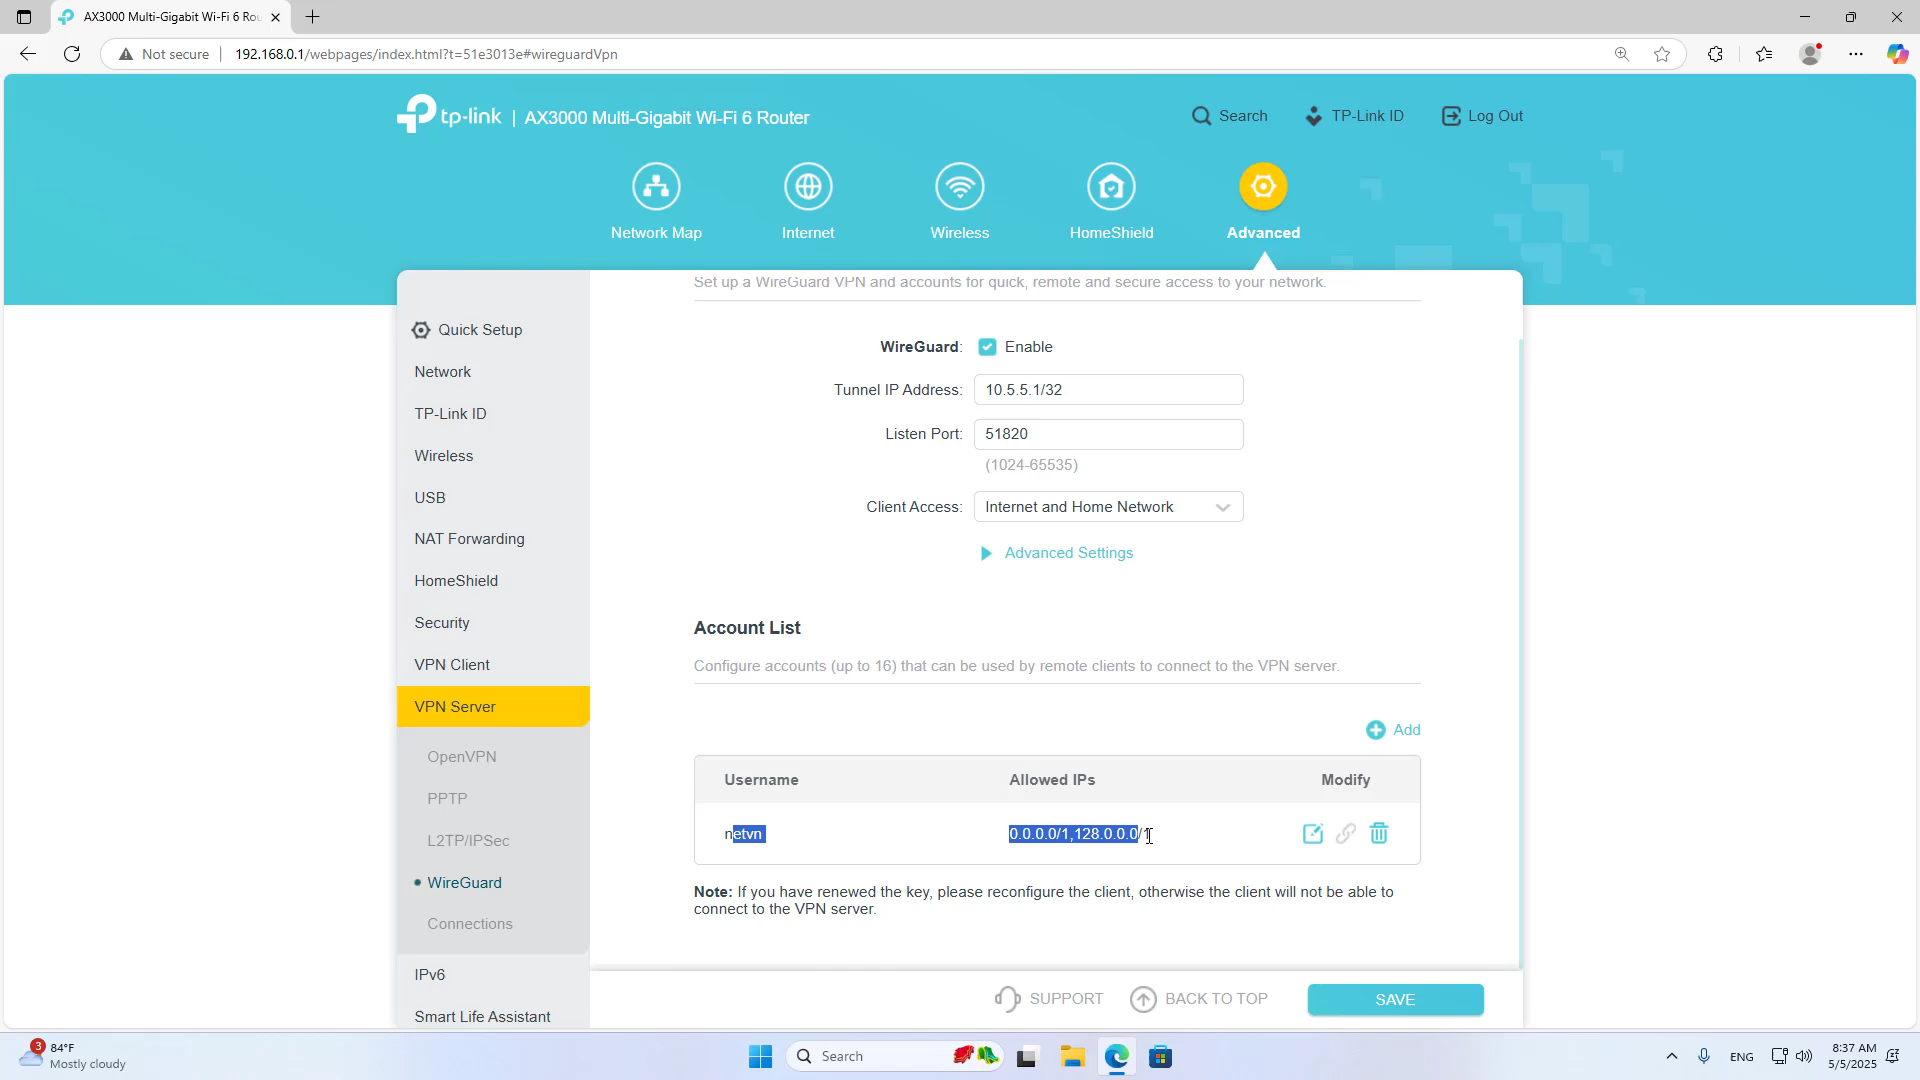 AX3000 Multi-Gigabit Wi-Fi 6 Rou
Not secure
192.168.0.1/webpages/index.html?t=51e3013e#wireguardVpn
tp-link | AX3000 Multi-Gigabit Wi-Fi 6 Router
Search
TP-Link ID
Log Out
Network Map
Internet
Wireless
HomeShield
Advanced
Set up a WireGuard VPN and accounts for quick, remote and secure access to your network.
Quick Setup
Network
TP-Link ID
Wireless
USB
NAT Forwarding
HomeShield
Security
VPN Client
VPN Server
OpenVPN
PPTP
L2TP/IPSec
WireGuard
Connections
IPv6
Smart Life Assistant
WireGuard: Enable
Tunnel IP Address: 10.5.5.1/32
Listen Port: 51820
(1024-65535)
Client Access: Internet and Home Network
Advanced Settings
Account List
Configure accounts (up to 16) that can be used by remote clients to connect to the VPN server.
Add
Username Allowed IPs Modify
netvn 0.0.0.0/1,128.0.0.0/1
Note: If you have renewed the key, please reconfigure the client, otherwise the client will not be able to
connect to the VPN server.
SUPPORT
BACK TO TOP
SAVE
3
84°F
Mostly cloudy
Search
ENG
8:37 AM
5/5/2025